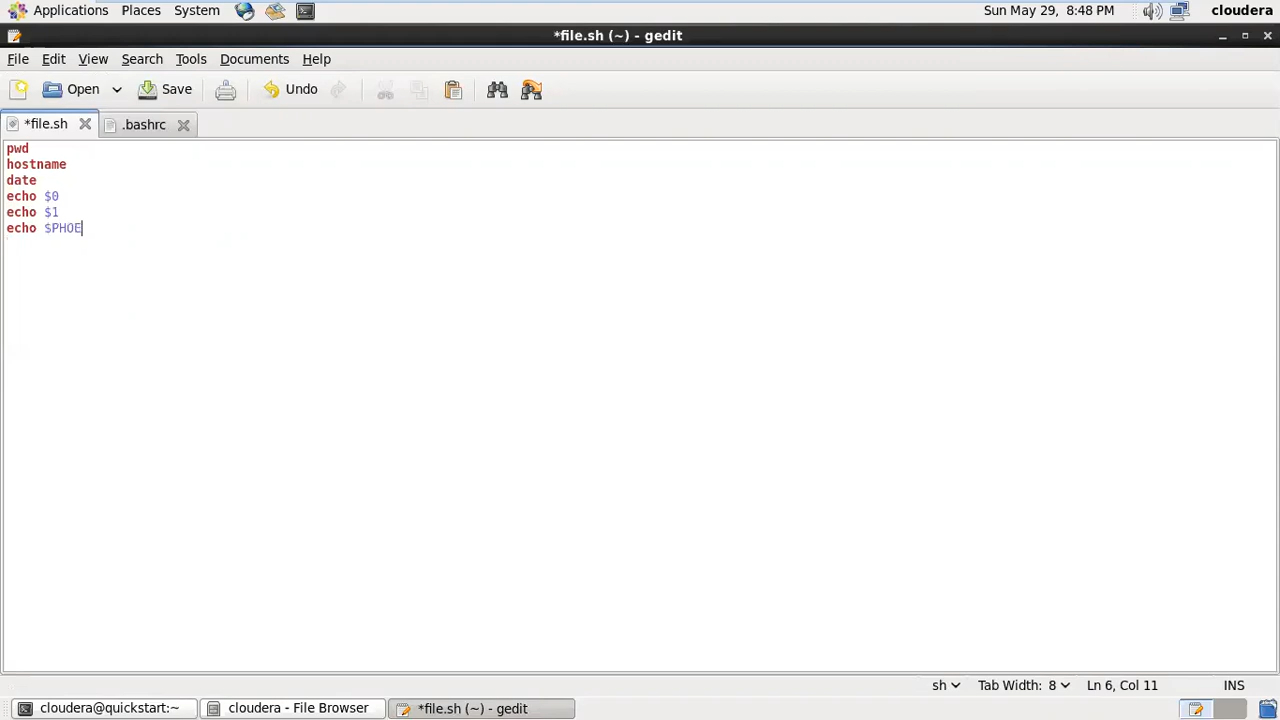 Applications Places System Sun May 29, 8:48 PM cloudera
*file.sh (~) - gedit
File Edit View Search Tools Documents Help
Open Save Undo
*file.sh .bashrc
pwd
hostname
date
echo $0
echo $1
echo $PHOE
sh Tab Width: 8 Ln 6, Col 11 INS
cloudera@quickstart:~ cloudera - File Browser *file.sh (~) - gedit